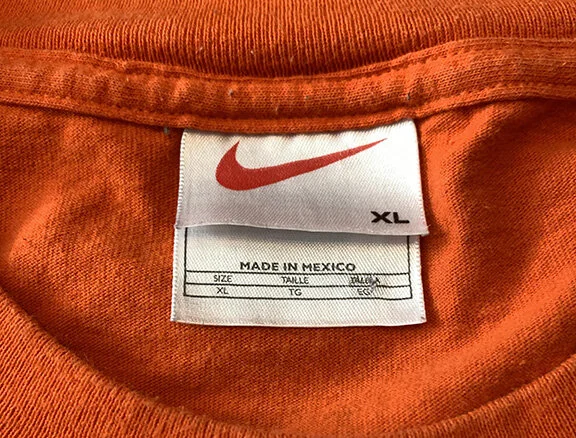 XL
MADE IN MEXICO
SIZE TAILLE
XL TG